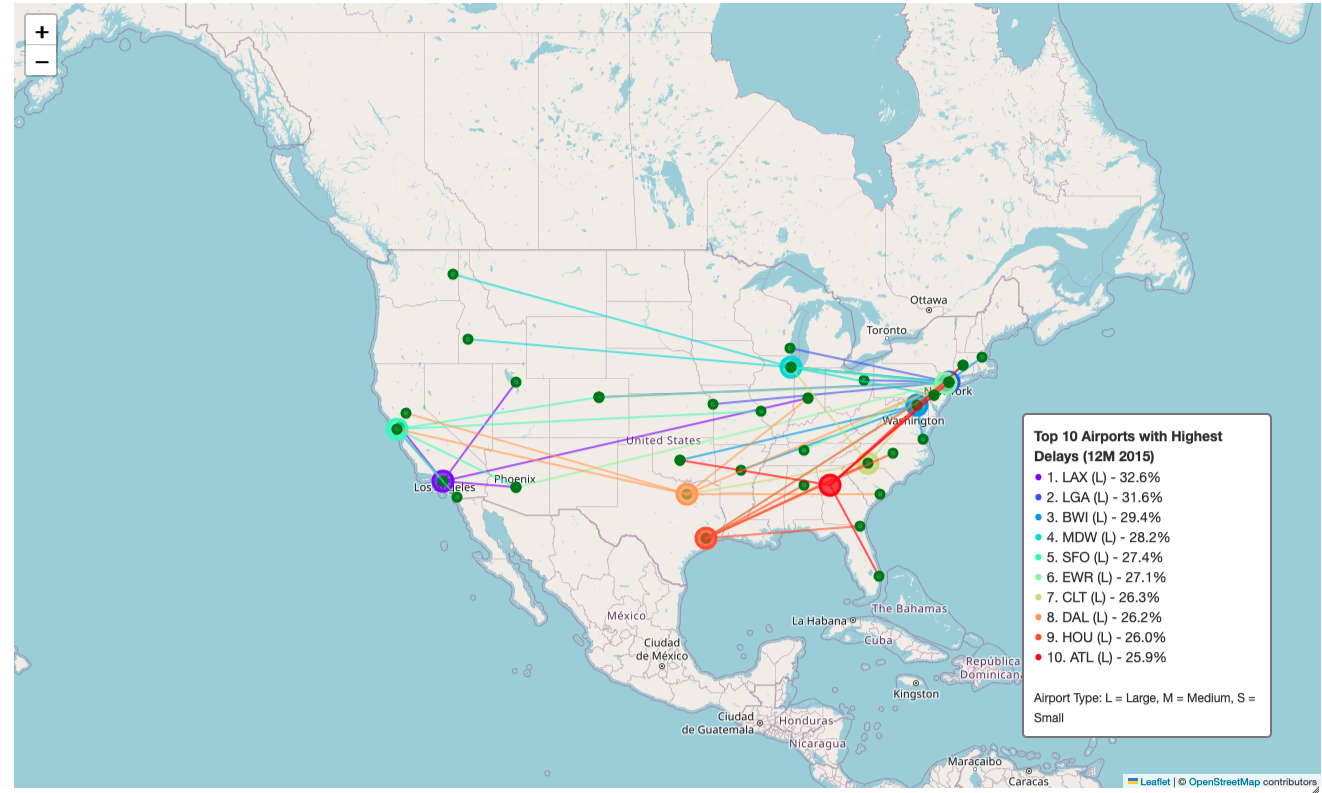 +
−
Ottawa
Toronto
New York
Washington
United States
Los Angeles
Phoenix
The Bahamas
La Habana
Cuba
México
Ciudad
de México
República
Dominicana
Kingston
Ciudad
de Guatemala
Honduras
Nicaragua
Maracaibo
Caracas
Top 10 Airports with Highest
Delays (12M 2015)
1. LAX (L) - 32.6%
2. LGA (L) - 31.6%
3. BWI (L) - 29.4%
4. MDW (L) - 28.2%
5. SFO (L) - 27.4%
6. EWR (L) - 27.1%
7. CLT (L) - 26.3%
8. DAL (L) - 26.2%
9. HOU (L) - 26.0%
10. ATL (L) - 25.9%
Airport Type: L = Large, M = Medium, S =
Small
Leaflet | © OpenStreetMap contributors